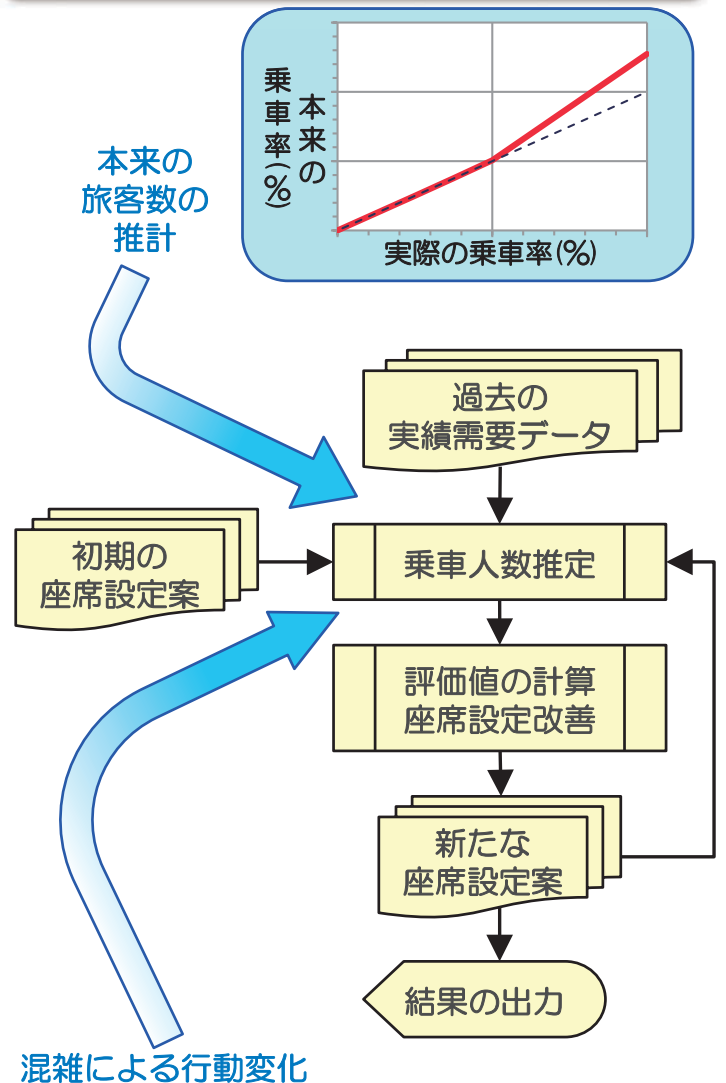 本来の
乗車率(%)
実際の乗車率(%)
本来の
旅客数の
推計
過去の
実績需要データ
初期の
座席設定案
乗車人数推定
評価値の計算
座席設定改善
新たな
座席設定案
結果の出力
混雑による行動変化